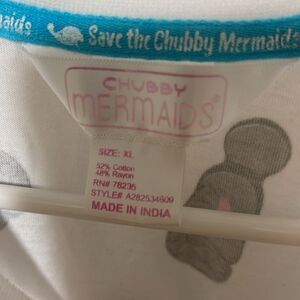 Maids
Save the Chubby Mermaids
CHUBBY
MERMAIDS®
SIZE: XL
52% Cotton
48% Rayon
RN# 76235
STYLE# A282534609
MADE IN INDIA